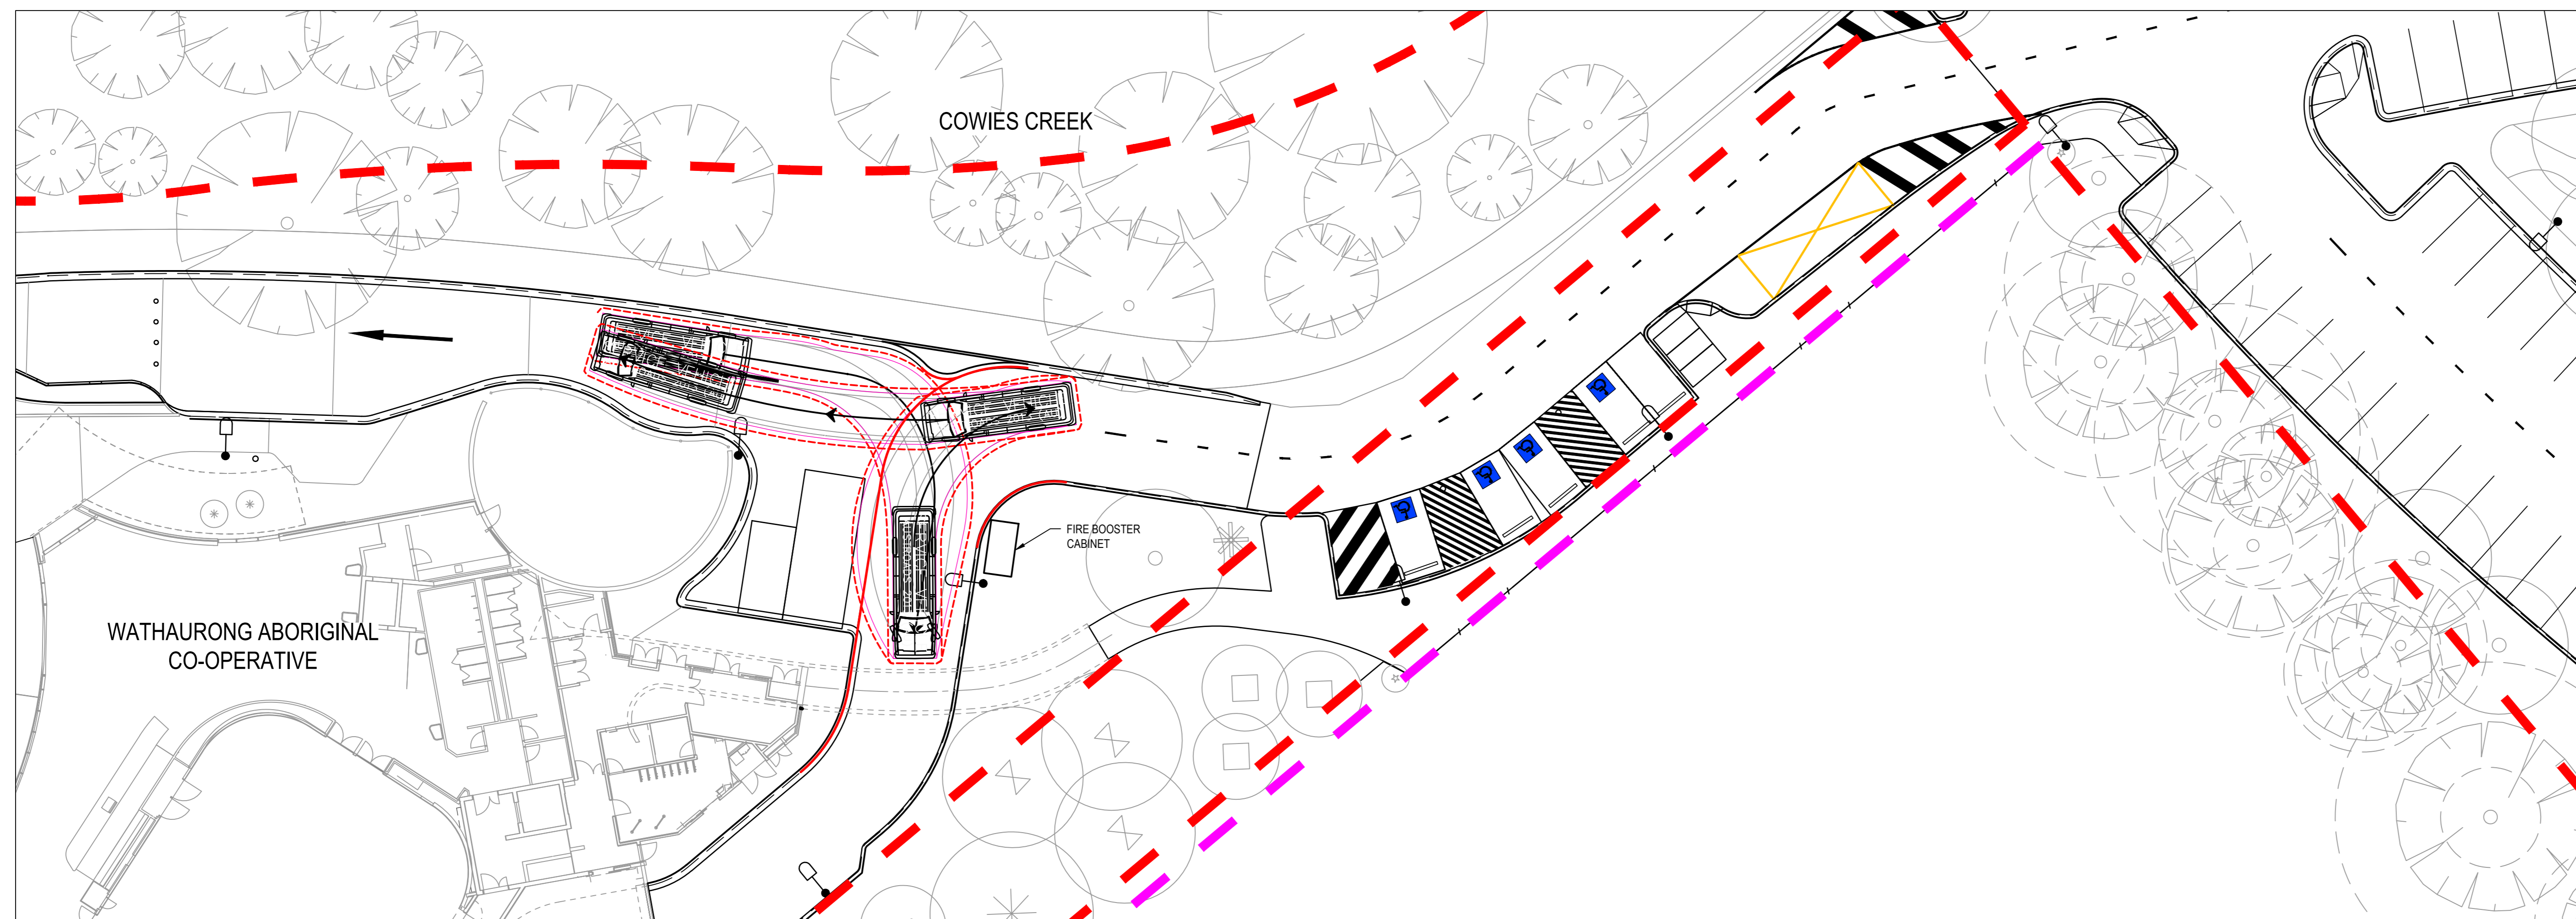 COWIES CREEK
FIRE BOOSTER
CABINET
WATHAURONG ABORIGINAL
CO-OPERATIVE